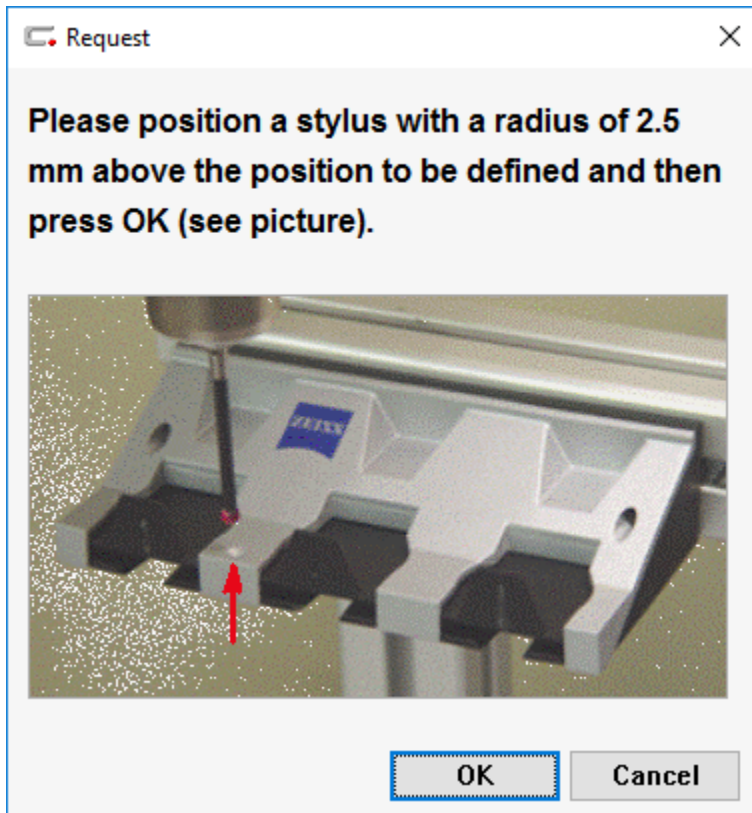 Request
Please position a stylus with a radius of 2.5
mm above the position to be defined and then
press OK (see picture).
ZEISS
OK
Cancel